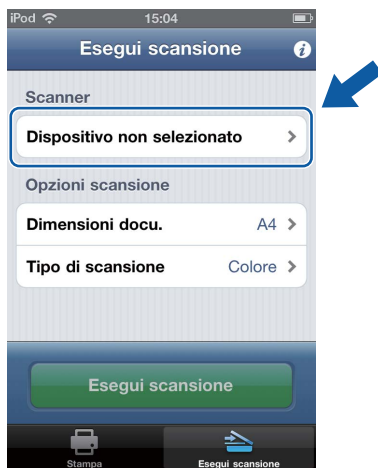 iPod 15:04
Esegui scansione
Scanner
Dispositivo non selezionato
Opzioni scansione
Dimensioni docu. A4
Tipo di scansione Colore
Esegui scansione
Stampa Esegui scansione